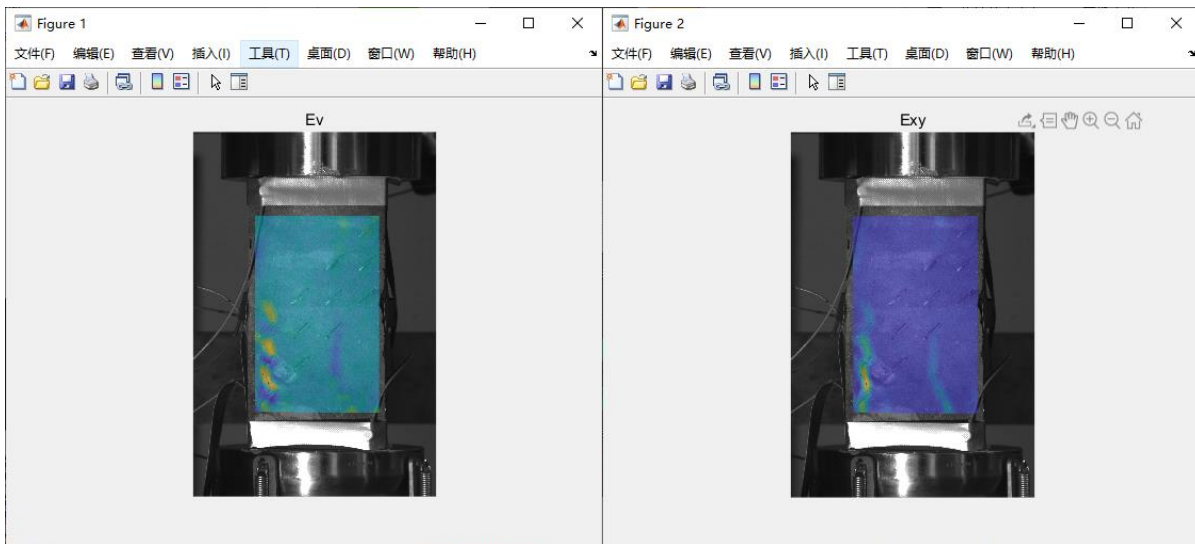 Figure 1
文件(F) 编辑(E) 查看(V) 插入(I) 工具(T) 桌面(D) 窗口(W) 帮助(H)
Ev
Figure 2
文件(F) 编辑(E) 查看(V) 插入(I) 工具(T) 桌面(D) 窗口(W) 帮助(H)
Exy